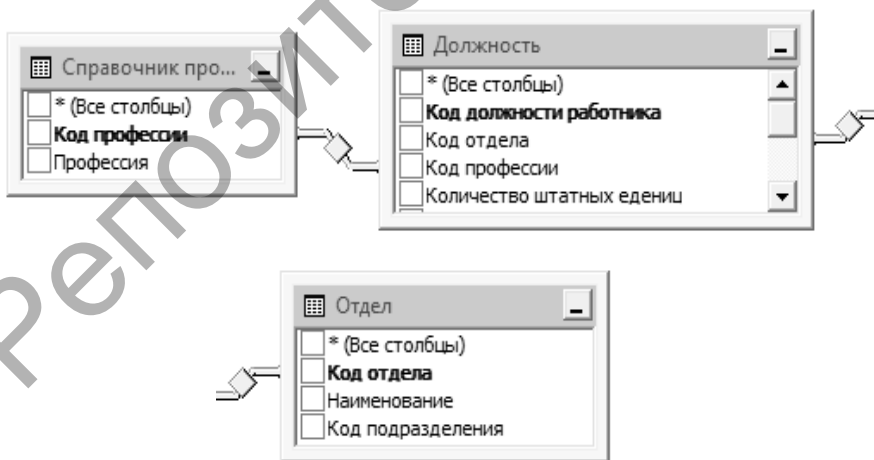 Справочник про...
* (Все столбцы)
Код профессии
Профессия
Должность
* (Все столбцы)
Код должности работника
Код отдела
Код профессии
Количество штатных едениц
Отдел
* (Все столбцы)
Код отдела
Наименование
Код подразделения
Репозито